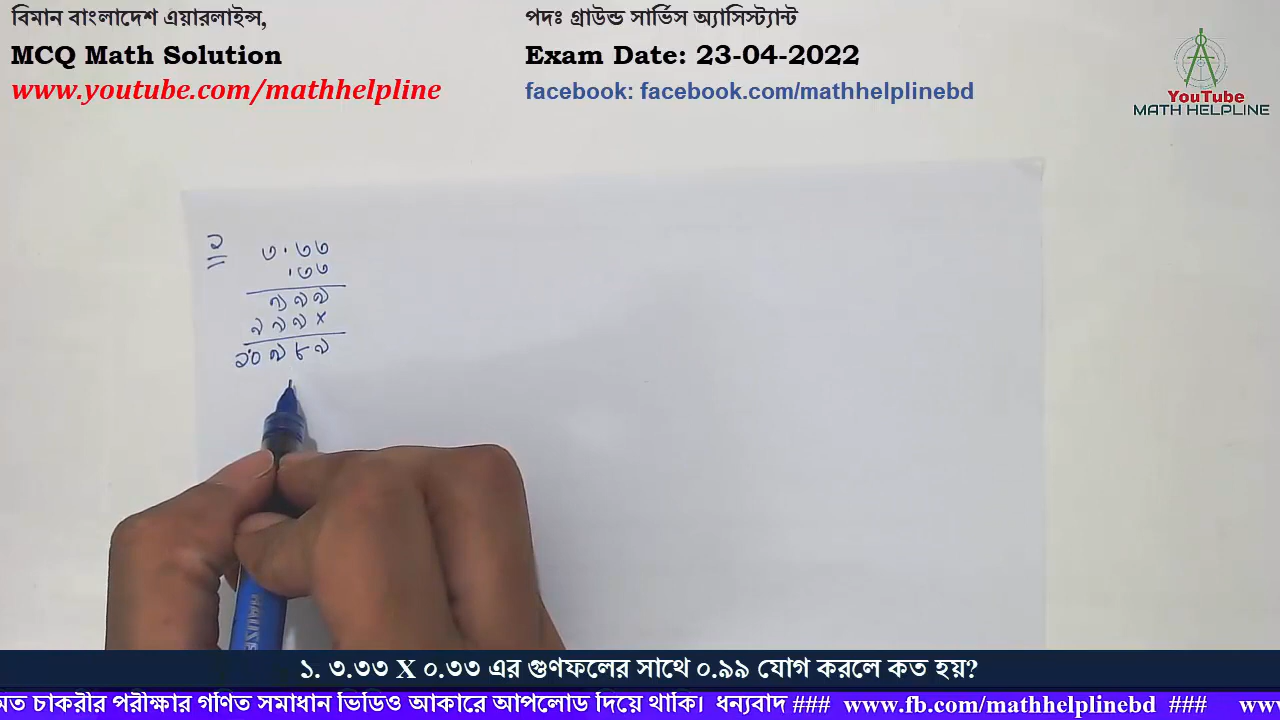 বিমান বাংলাদেশ এয়ারলাইন্স,
পদঃ গ্রাউন্ড সার্ভিস অ্যাসিস্ট্যান্ট
MCQ Math Solution
Exam Date: 23-04-2022
www.youtube.com/mathhelpline
facebook: facebook.com/mathhelplinebd
YouTube
MATH HELPLINE
১
৩.৩৩
.৩৩
৯৯৯
৯৯৯×
১০৯৮৯
১. ৩.৩৩ X ০.৩৩ এর গুণফলের সাথে ০.৯৯ যোগ করলে কত হয়?
চাকরীর পরীক্ষার গণিত সমাধান ভিডিও আকারে আপলোড দিয়ে থাকি। ধন্যবাদ ### www.fb.com/mathhelplinebd ###